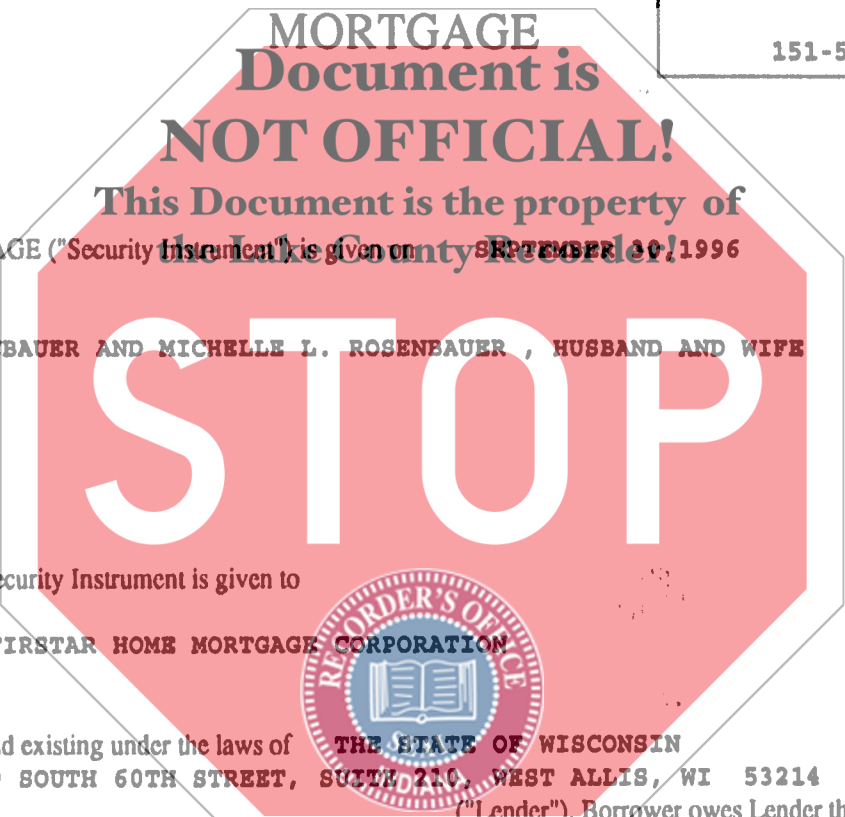 MORTGAGE
151-5
Document is
NOT OFFICIAL!
This Document is the property of
the Lake County Recorder!
AGE ("Security Instrument") is given on SEPTEMBER 30, 1996
BAUER AND MICHELLE L. ROSENBAUER , HUSBAND AND WIFE
STOP
ecurity Instrument is given to
FIRSTAR HOME MORTGAGE CORPORATION
RECORDER'S OFFICE
SEAL
INDIANA
d existing under the laws of THE STATE OF WISCONSIN
SOUTH 60TH STREET, SUITE 210, WEST ALLIS, WI 53214
("Lender"). Borrower owes Lender th